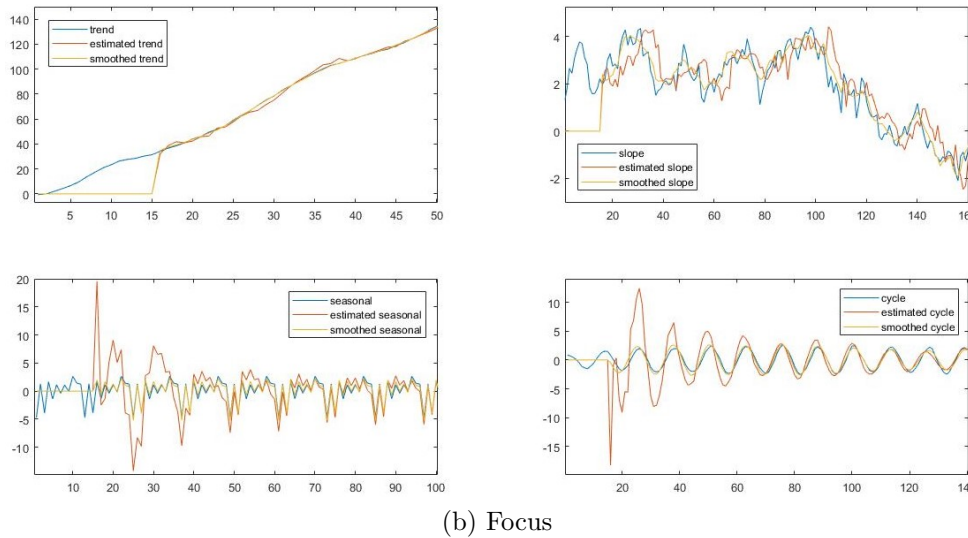 140
120
100
80
60
40
20
0
trend
estimated trend
smoothed trend
5 10 15 20 25 30 35 40 45 50
4
2
0
-2
slope
estimated slope
smoothed slope
20 40 60 80 100 120 140 160
20
15
10
5
0
-5
-10
seasonal
estimated seasonal
smoothed seasonal
10 20 30 40 50 60 70 80 90 100
10
5
0
-5
-10
-15
cycle
estimated cycle
smoothed cycle
20 40 60 80 100 120 140
(b) Focus